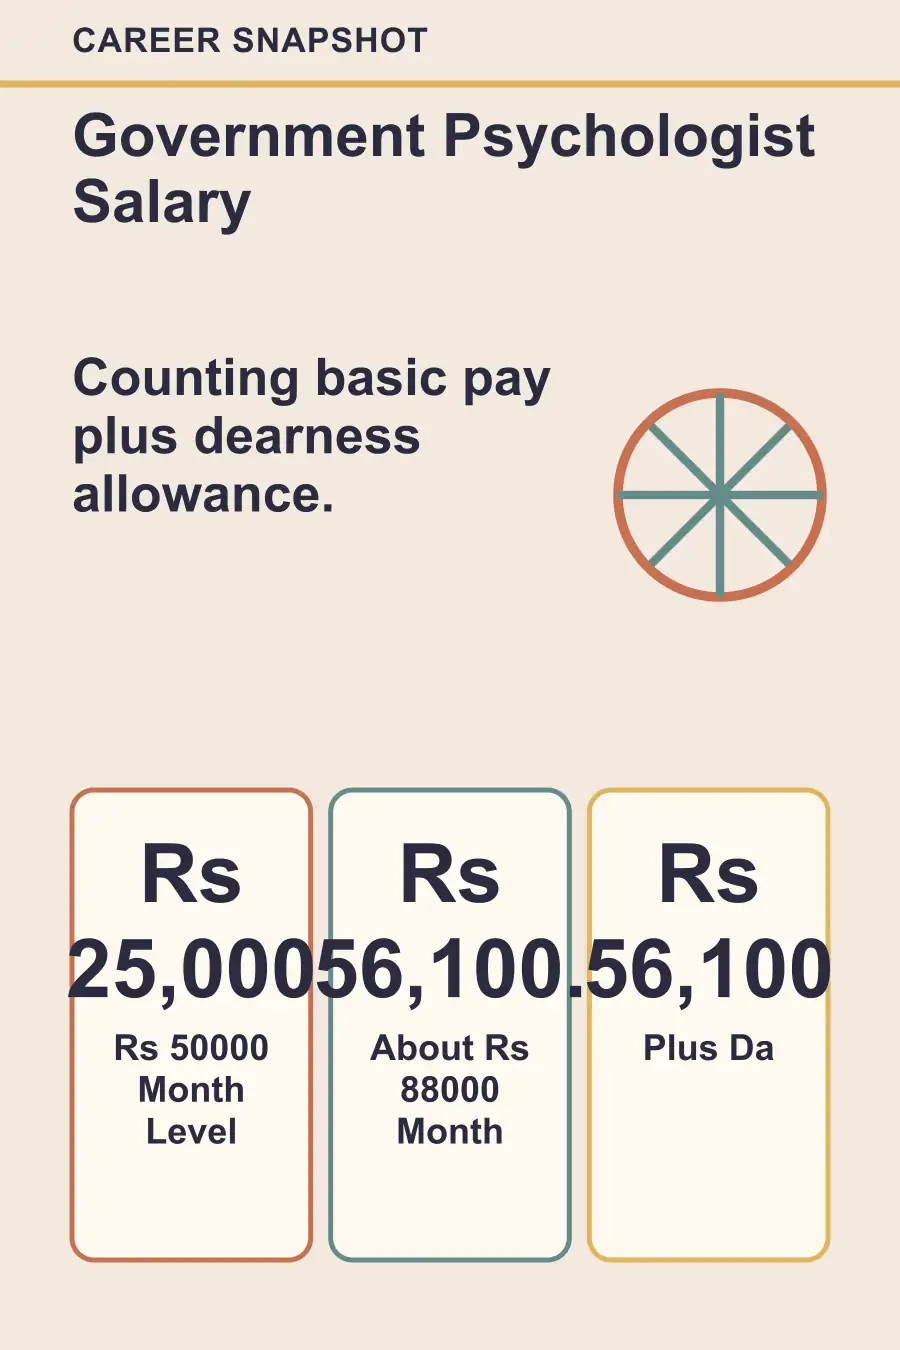 CAREER SNAPSHOT
Government Psychologist
Salary
Counting basic pay
plus dearness
allowance.
Rs
25,000
Rs 50000
Month
Level
Rs
56,100.
About Rs
88000
Month
Rs
56,100
Plus Da